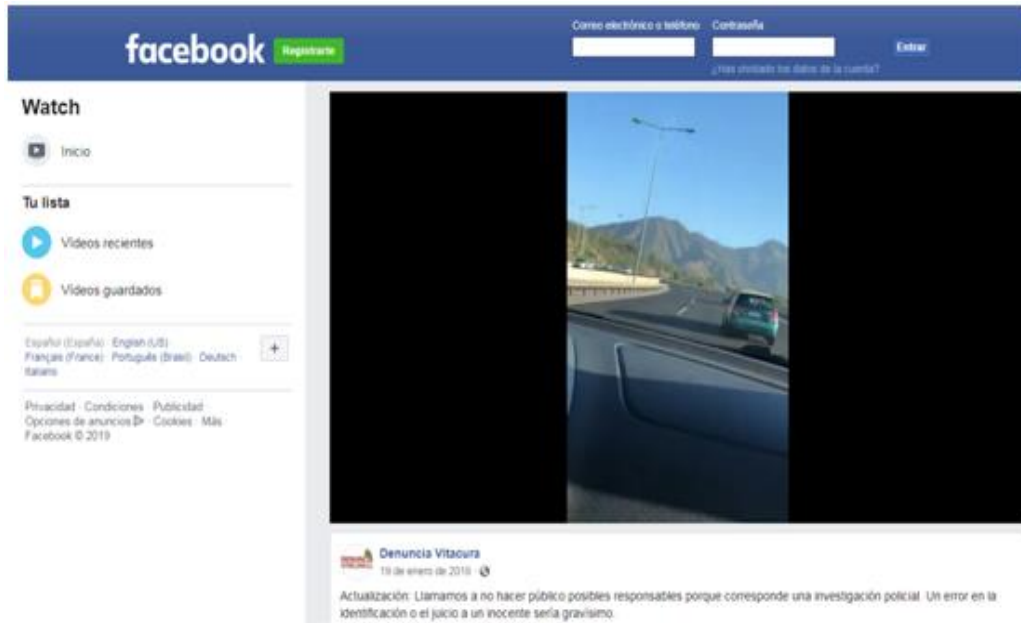 facebook
Registrarte
Correo electrónico o teléfono Contraseña
Entrar
¿Has olvidado los datos de la cuenta?
Watch
Inicio
Tu lista
Vídeos recientes
Vídeos guardados
Español (España) · English (US) ·
Français (France) · Português (Brasil) · Deutsch ·
Italiano
+
Privacidad · Condiciones · Publicidad ·
Opciones de anuncios · Cookies · Más
Facebook © 2019
Denuncia Vitacura
19 de enero de 2019 ·
Actualización: Llamamos a no hacer público posibles responsables porque corresponde una investigación policial. Un error en la
identificación o el juicio a un inocente sería gravísimo.